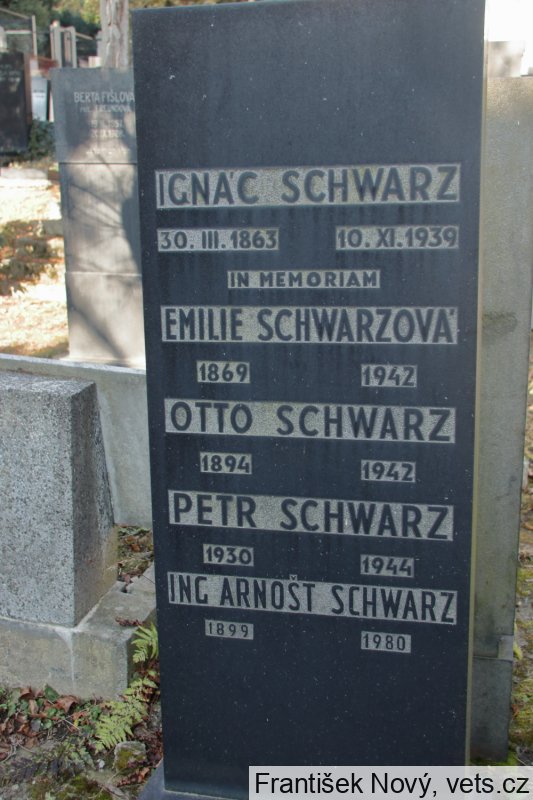 IGNÁC SCHWARZ
30. III. 1863 10. XI. 1939
IN MEMORIAM
EMILIE SCHWARZOVÁ
1869 1942
OTTO SCHWARZ
1894 1942
PETR SCHWARZ
1930 1944
ING ARNOŠT SCHWARZ
1899 1980
BERTA FYŠLOVÁ
František Nový, vets.cz